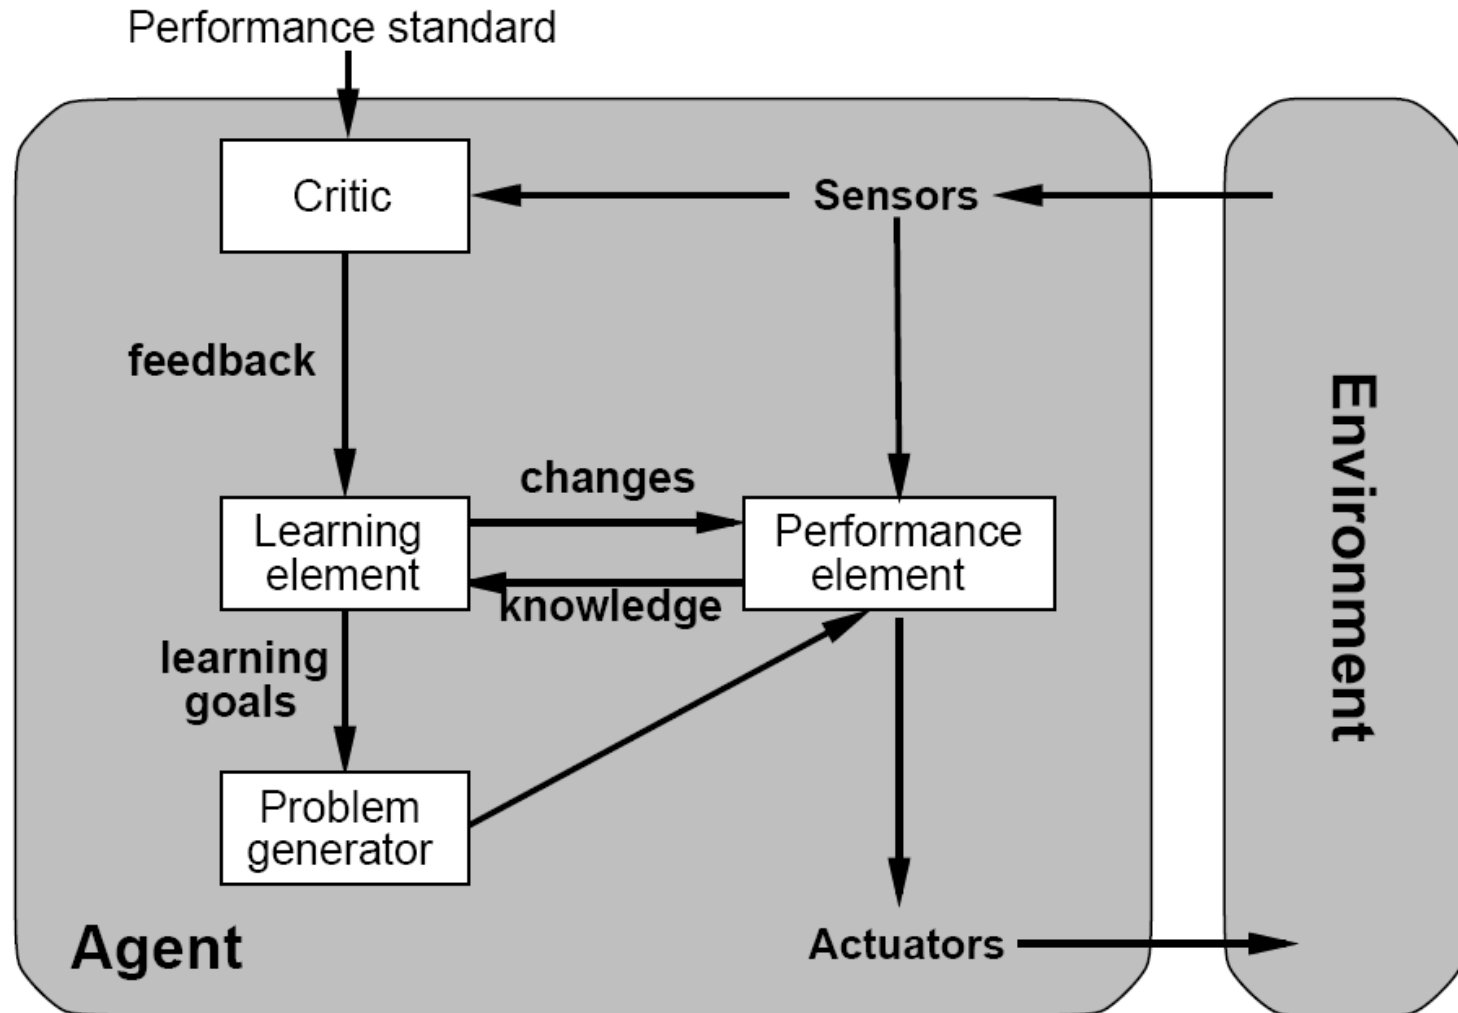 Performance standard
Critic
Sensors
feedback
changes
Learning
element
Performance
element
knowledge
learning
goals
Problem
generator
Agent
Actuators
Environment